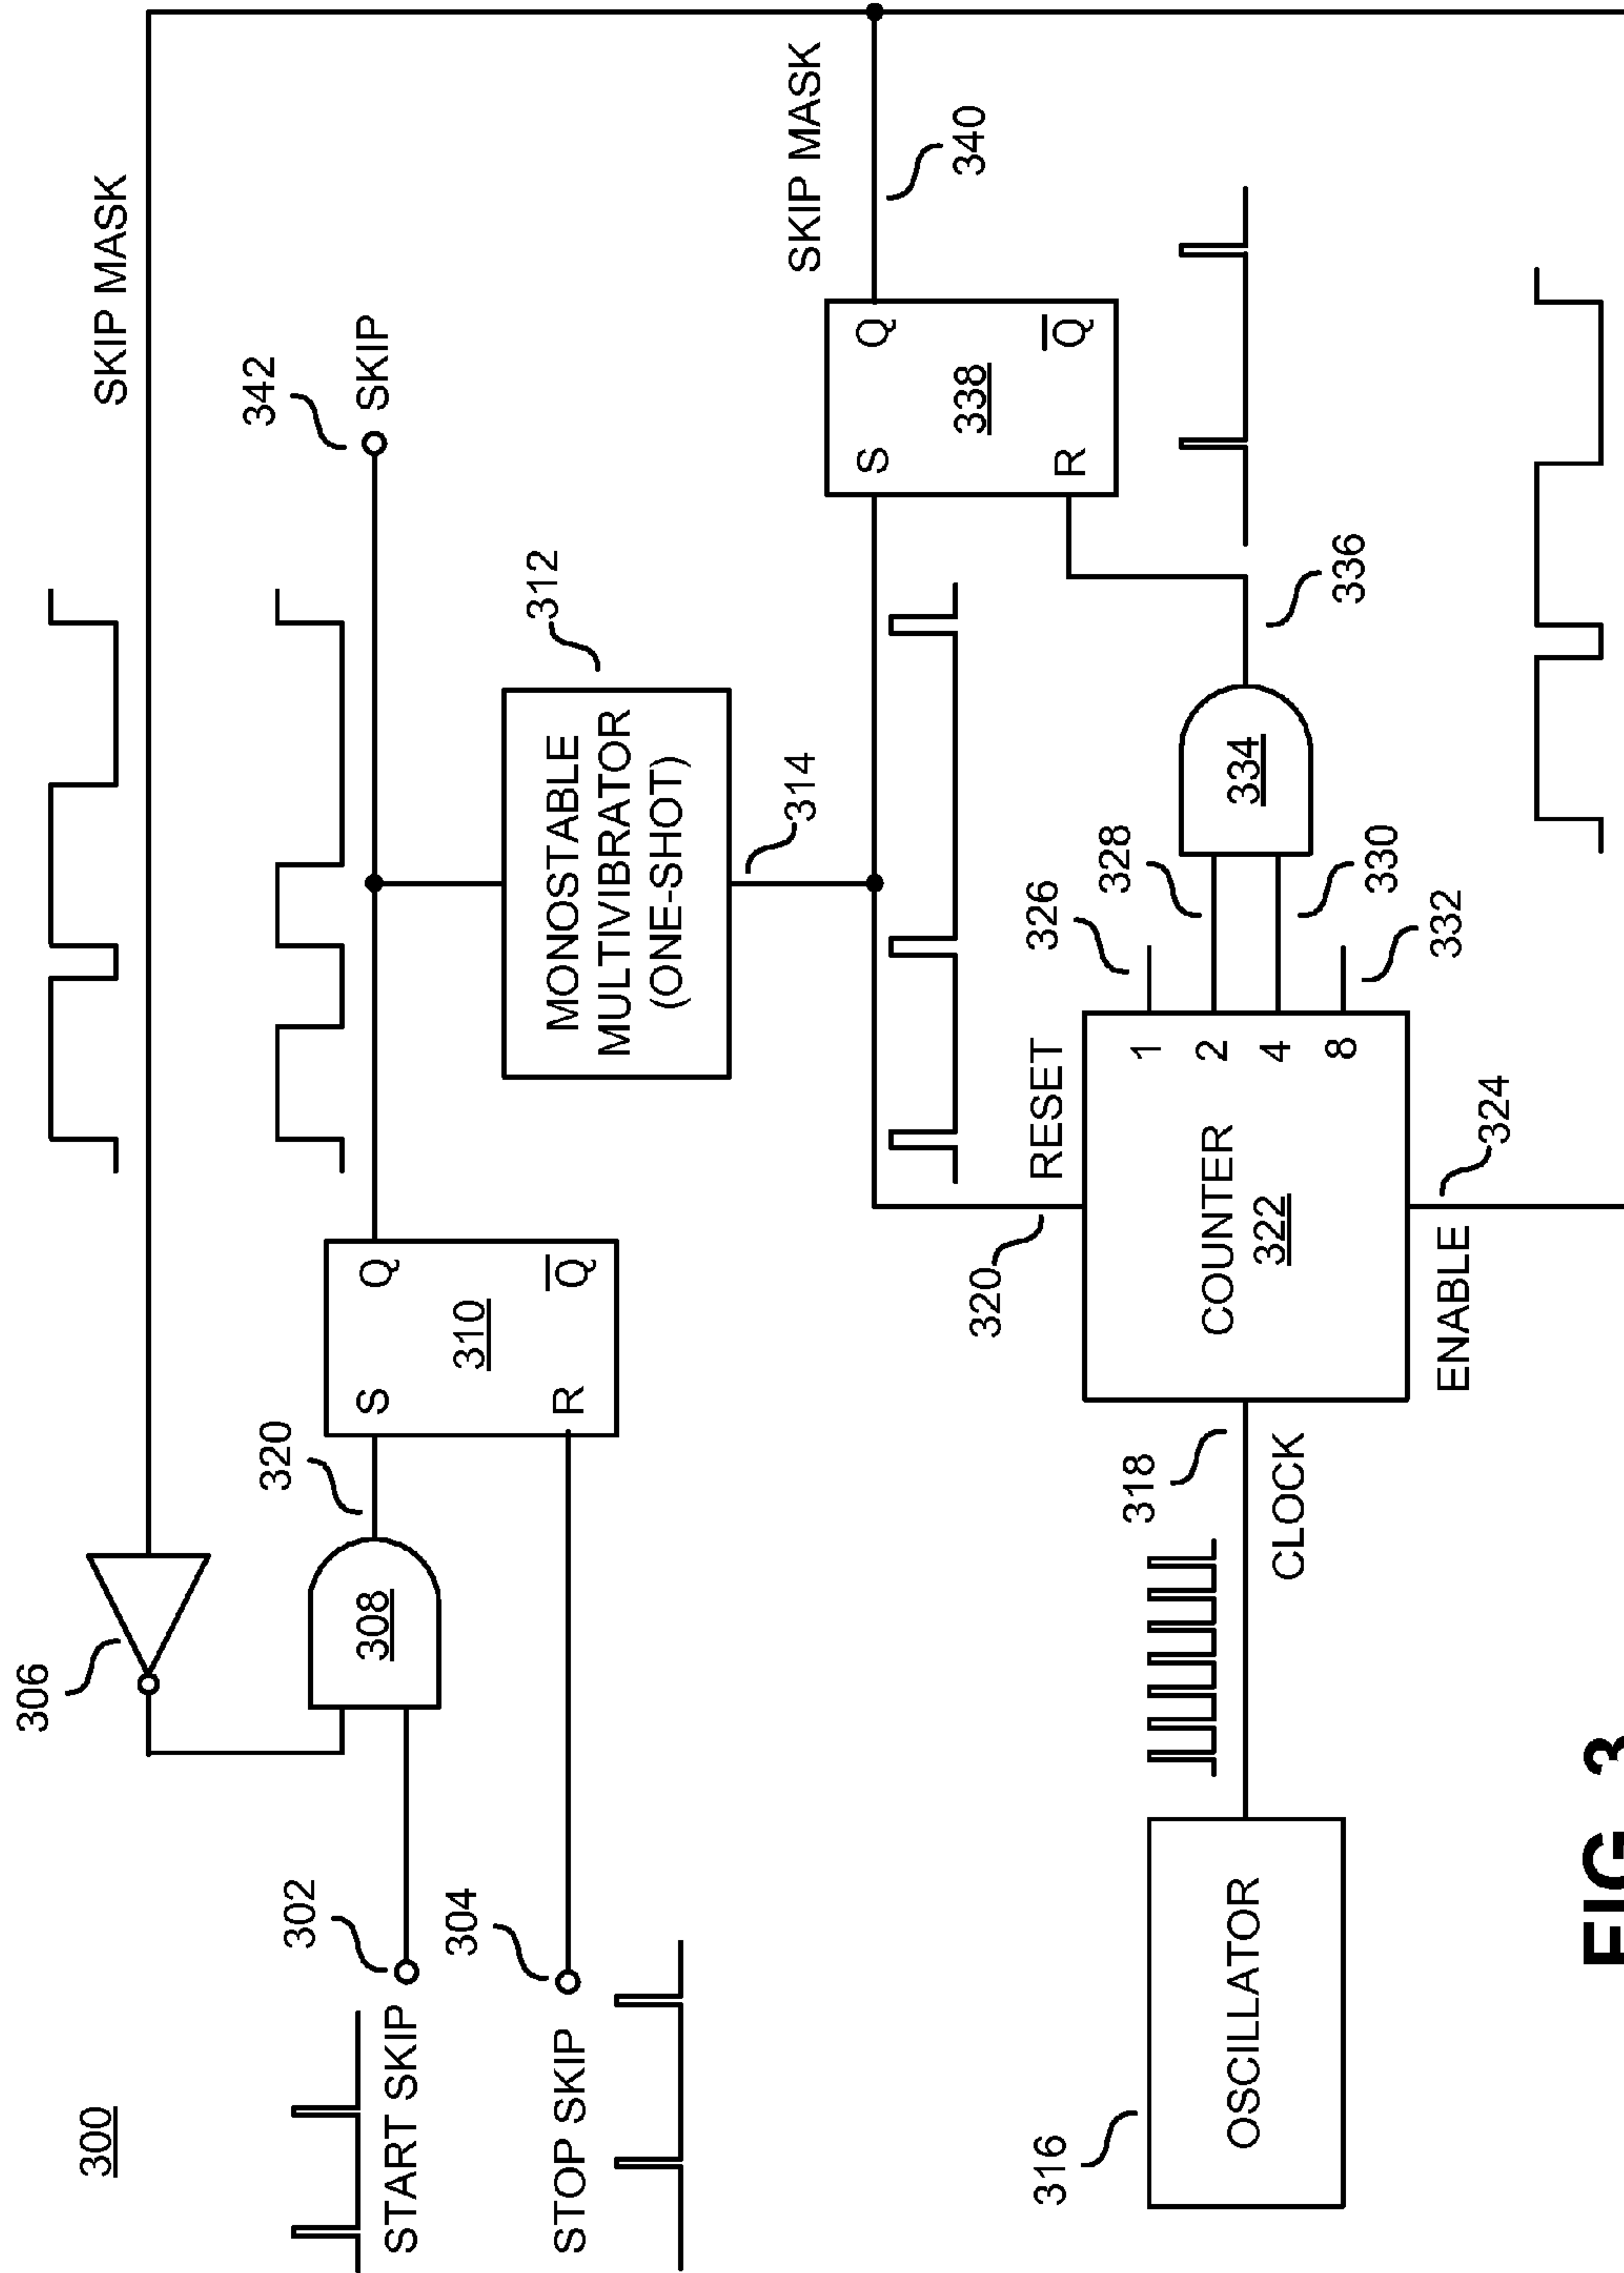 300
306
SKIP MASK
302
START SKIP
308
320
S
Q
310
R
Q
342
SKIP
304
STOP SKIP
312
MONOSTABLE
MULTIVIBRATOR
(ONE-SHOT)
314
SKIP MASK
340
S
Q
338
R
Q
320
RESET
316
OSCILLATOR
318
CLOCK
COUNTER
322
1
2
4
8
326
328
330
332
334
336
ENABLE
324
FIG. 3